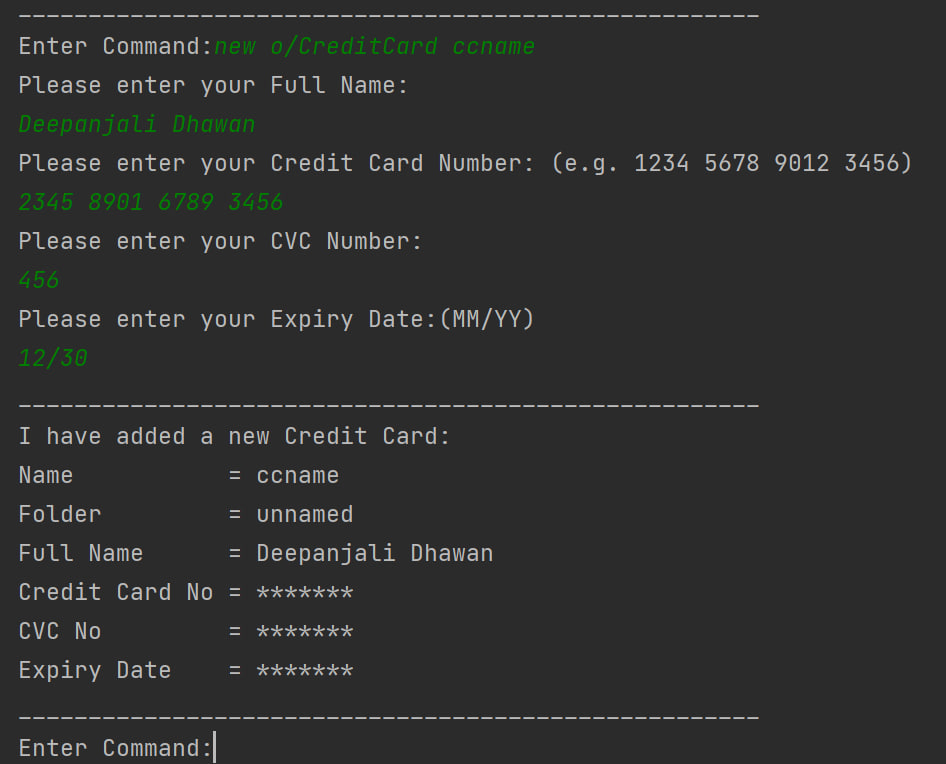 _____________________________________________________
Enter Command:new o/CreditCard ccname
Please enter your Full Name:
Deepanjali Dhawan
Please enter your Credit Card Number: (e.g. 1234 5678 9012 3456)
2345 8901 6789 3456
Please enter your CVC Number:
456
Please enter your Expiry Date:(MM/YY)
12/30
_____________________________________________________
I have added a new Credit Card:
Name           = ccname
Folder         = unnamed
Full Name      = Deepanjali Dhawan
Credit Card No = *******
CVC No         = *******
Expiry Date    = *******
_____________________________________________________
Enter Command: